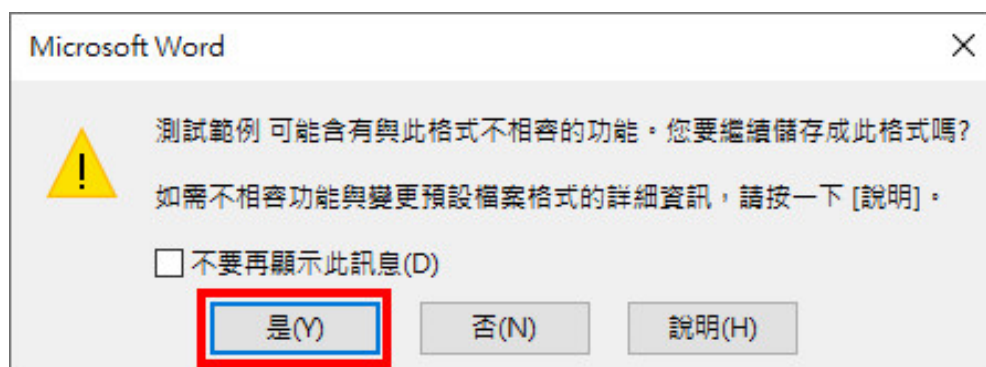 Microsoft Word
測試範例 可能含有與此格式不相容的功能。您要繼續儲存成此格式嗎?
如需不相容功能與變更預設檔案格式的詳細資訊，請按一下 [說明]。
不要再顯示此訊息(D)
是(Y) 否(N) 說明(H)